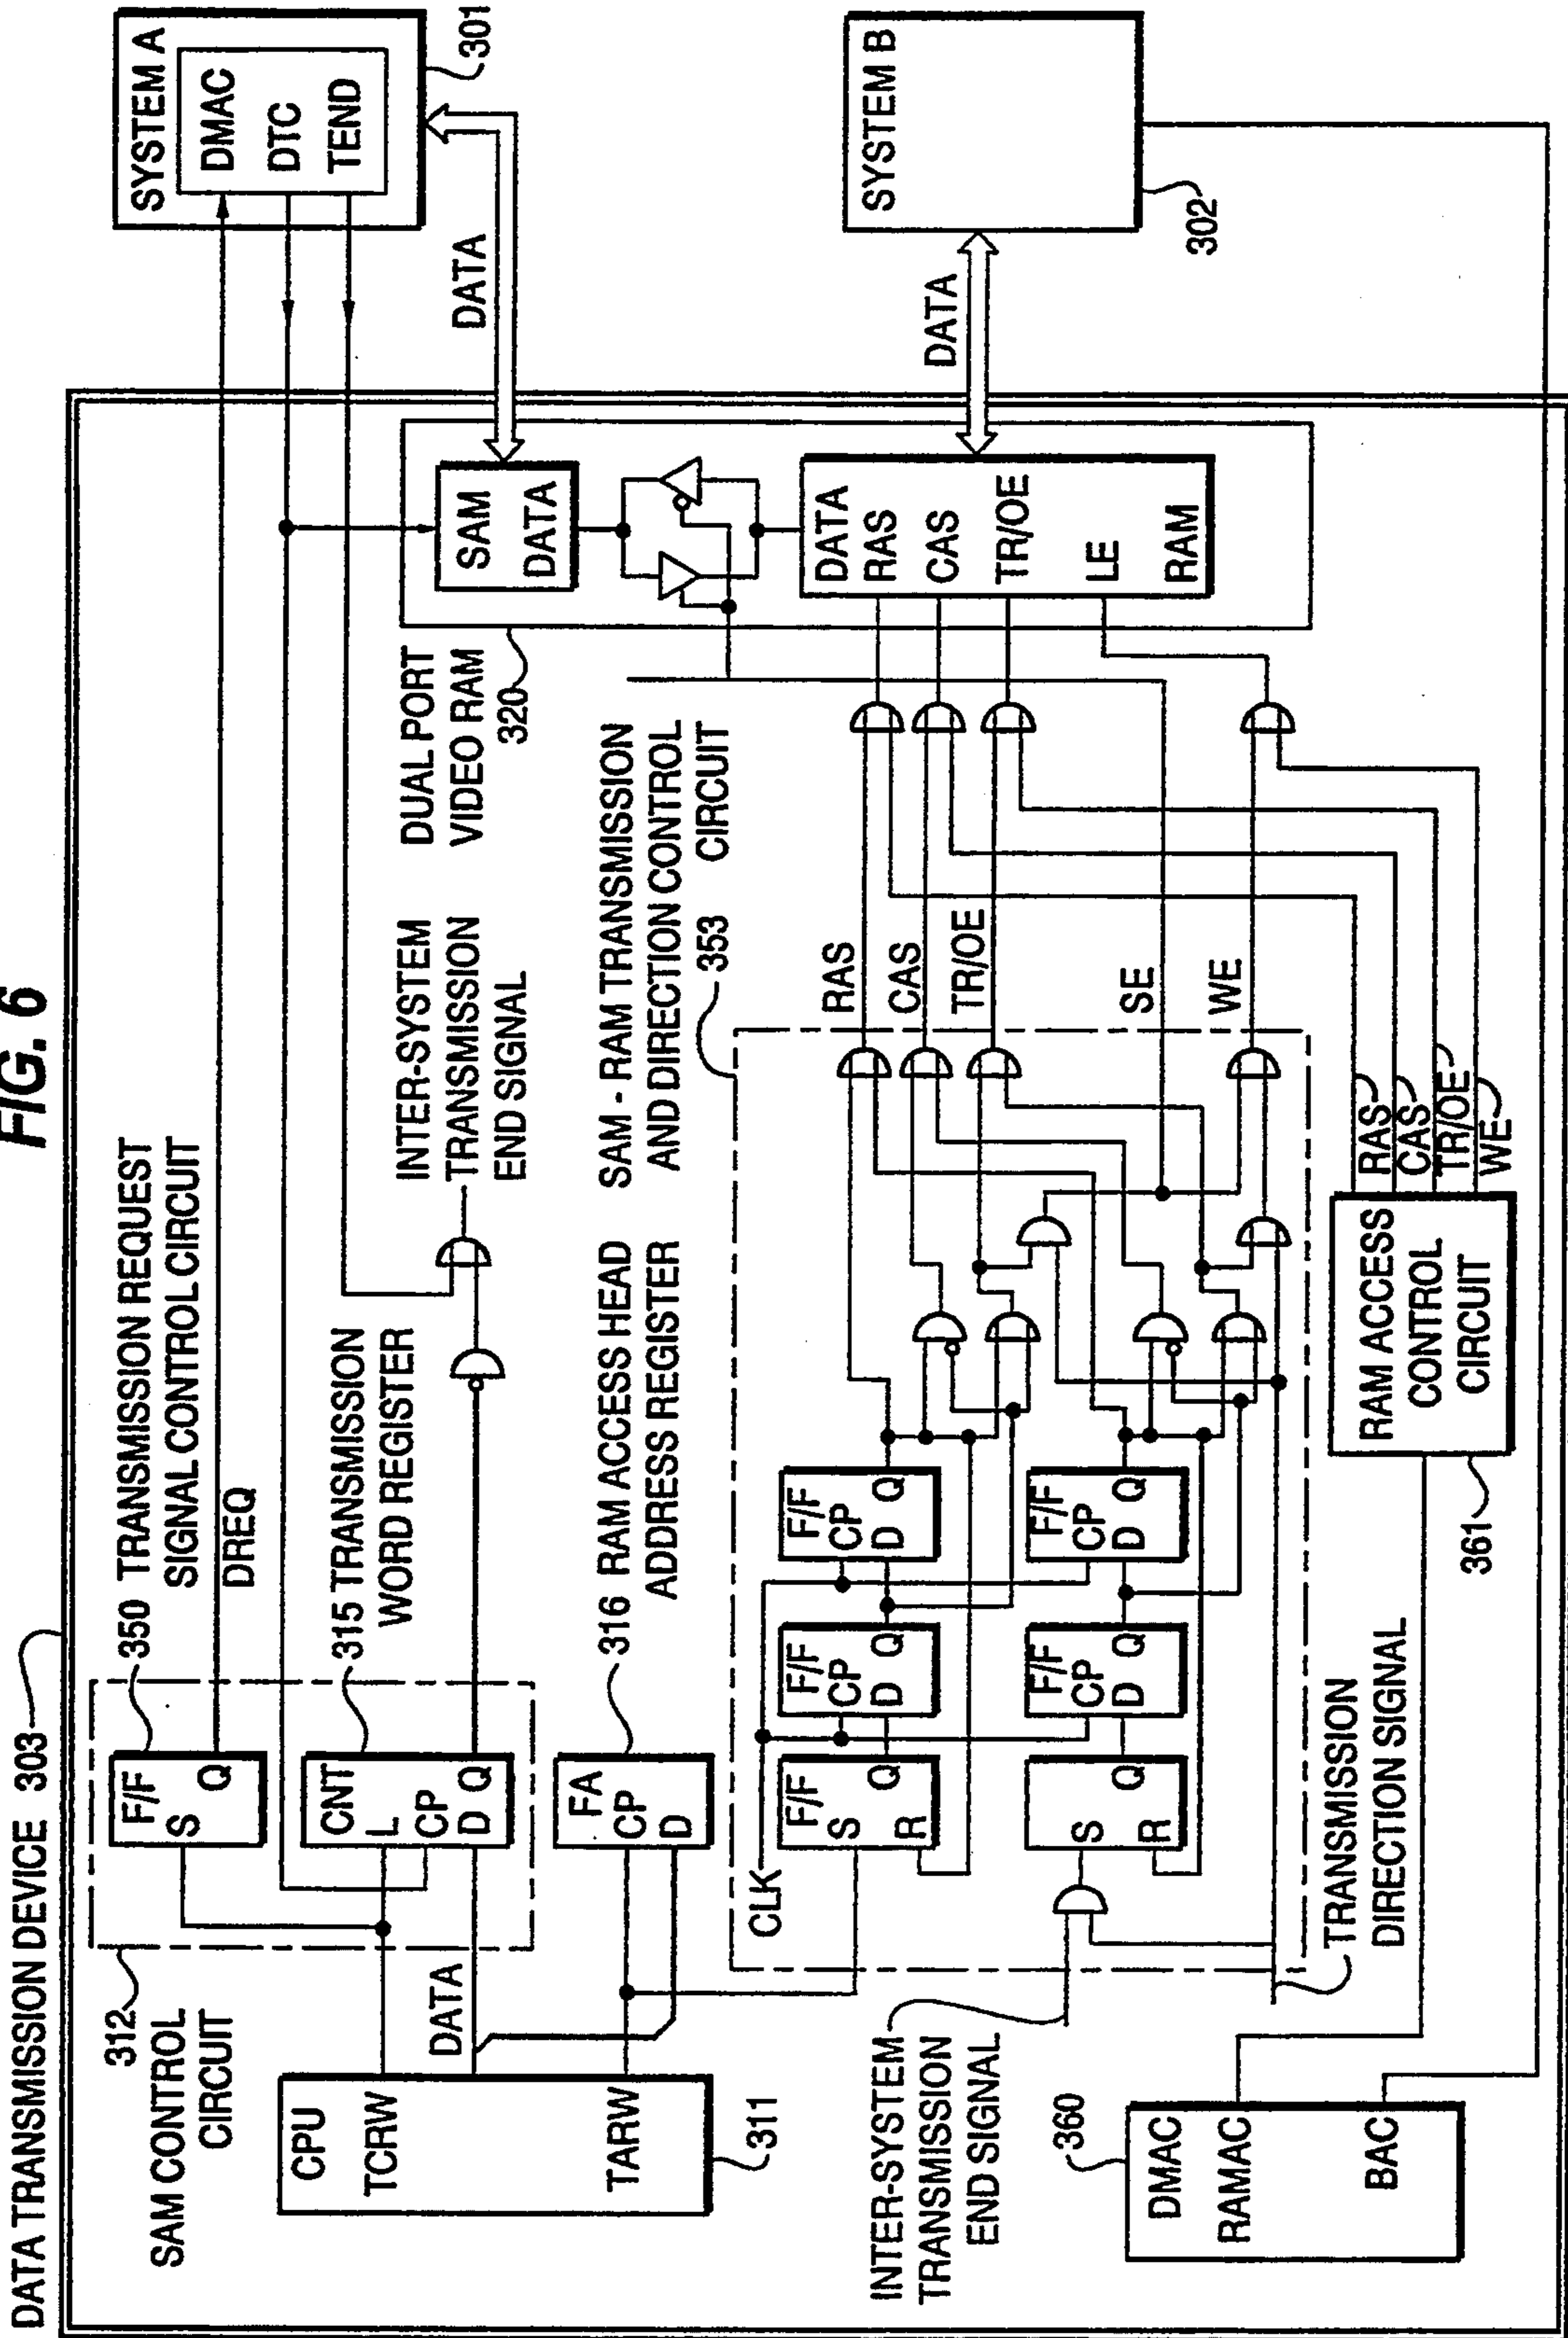 FIG. 6
DATA TRANSMISSION DEVICE 303
312
SAM CONTROL
CIRCUIT
350 TRANSMISSION REQUEST
SIGNAL CONTROL CIRCUIT
F/F
S
Q
DREQ
SYSTEM A
DMAC
DTC
TEND
301
315 TRANSMISSION
WORD REGISTER
CNT
L
CP
D Q
INTER-SYSTEM
TRANSMISSION
END SIGNAL
CPU
TCRW
TARW
311
DATA
316 RAM ACCESS HEAD
ADDRESS REGISTER
FA
CP
D
DUAL PORT
VIDEO RAM
320
SAM
DATA
DATA
SAM - RAM TRANSMISSION
AND DIRECTION CONTROL
353 CIRCUIT
DATA
RAS
CAS
TR/OE
LE
RAM
DATA
SYSTEM B
302
CLK
F/F
S
Q
R
F/F
CP
D Q
F/F
CP
D Q
S
Q
R
F/F
CP
D Q
F/F
CP
D Q
RAS
CAS
TR/OE
SE
WE
INTER-SYSTEM
TRANSMISSION
END SIGNAL
TRANSMISSION
DIRECTION SIGNAL
360
DMAC
RAMAC
BAC
361
RAM ACCESS
CONTROL
CIRCUIT
RAS
CAS
TR/OE
WE